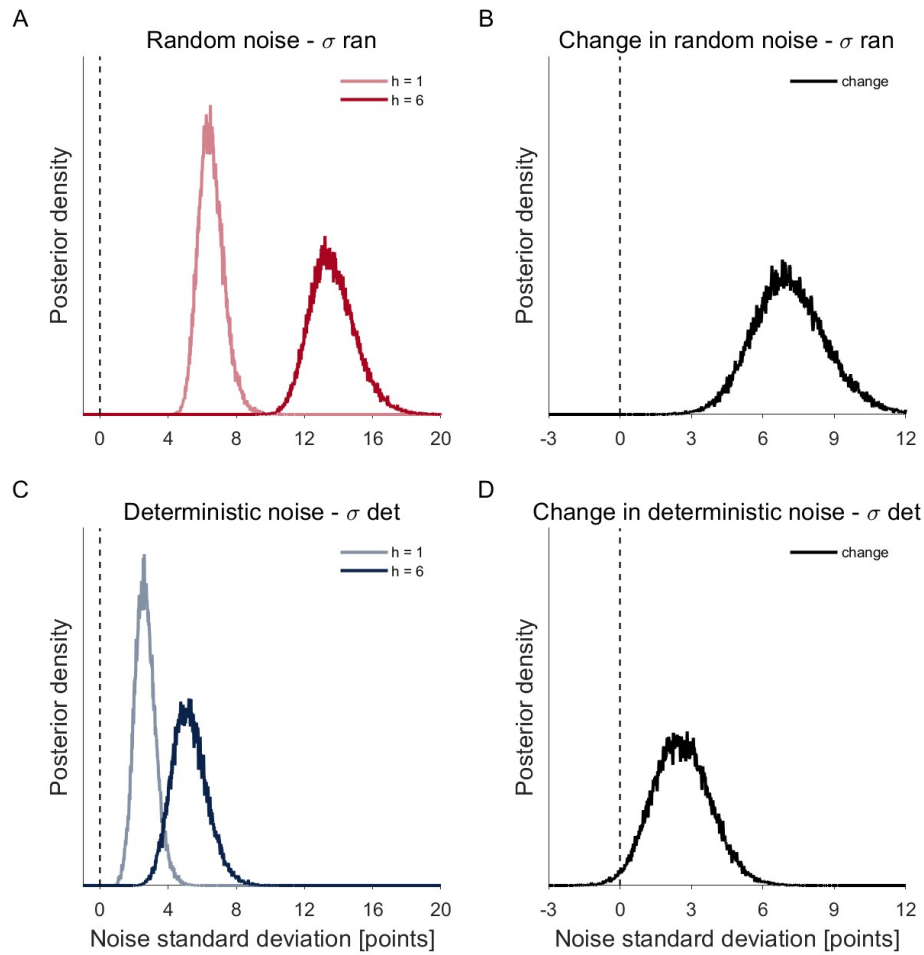 A
Random noise - σ ran
Posterior density
h = 1
h = 6
0 4 8 12 16 20
B
Change in random noise - σ ran
Posterior density
change
-3 0 3 6 9 12
C
Deterministic noise - σ det
Posterior density
h = 1
h = 6
0 4 8 12 16 20
Noise standard deviation [points]
D
Change in deterministic noise - σ det
Posterior density
change
-3 0 3 6 9 12
Noise standard deviation [points]